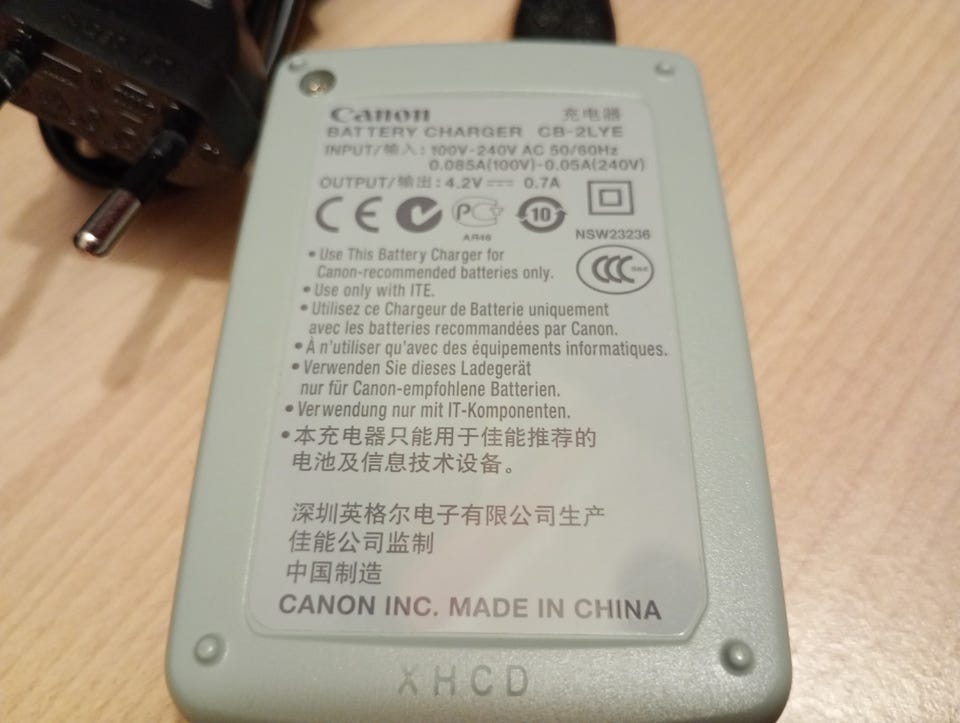 Canon 充电器
BATTERY CHARGER CB-2LYE
INPUT/输入: 100V-240V AC 50/60Hz
0.085A(100V)-0.05A(240V)
OUTPUT/输出: 4.2V 0.7A
CE PC 10
АЯ46 NSW23236
CCC S&E
• Use This Battery Charger for
Canon-recommended batteries only.
• Use only with ITE.
• Utilisez ce Chargeur de Batterie uniquement
avec les batteries recommandées par Canon.
• À n'utiliser qu'avec des équipements informatiques.
• Verwenden Sie dieses Ladegerät
nur für Canon-empfohlene Batterien.
• Verwendung nur mit IT-Komponenten.
• 本充电器只能用于佳能推荐的
电池及信息技术设备。
深圳英格尔电子有限公司生产
佳能公司监制
中国制造
CANON INC. MADE IN CHINA
XHCD